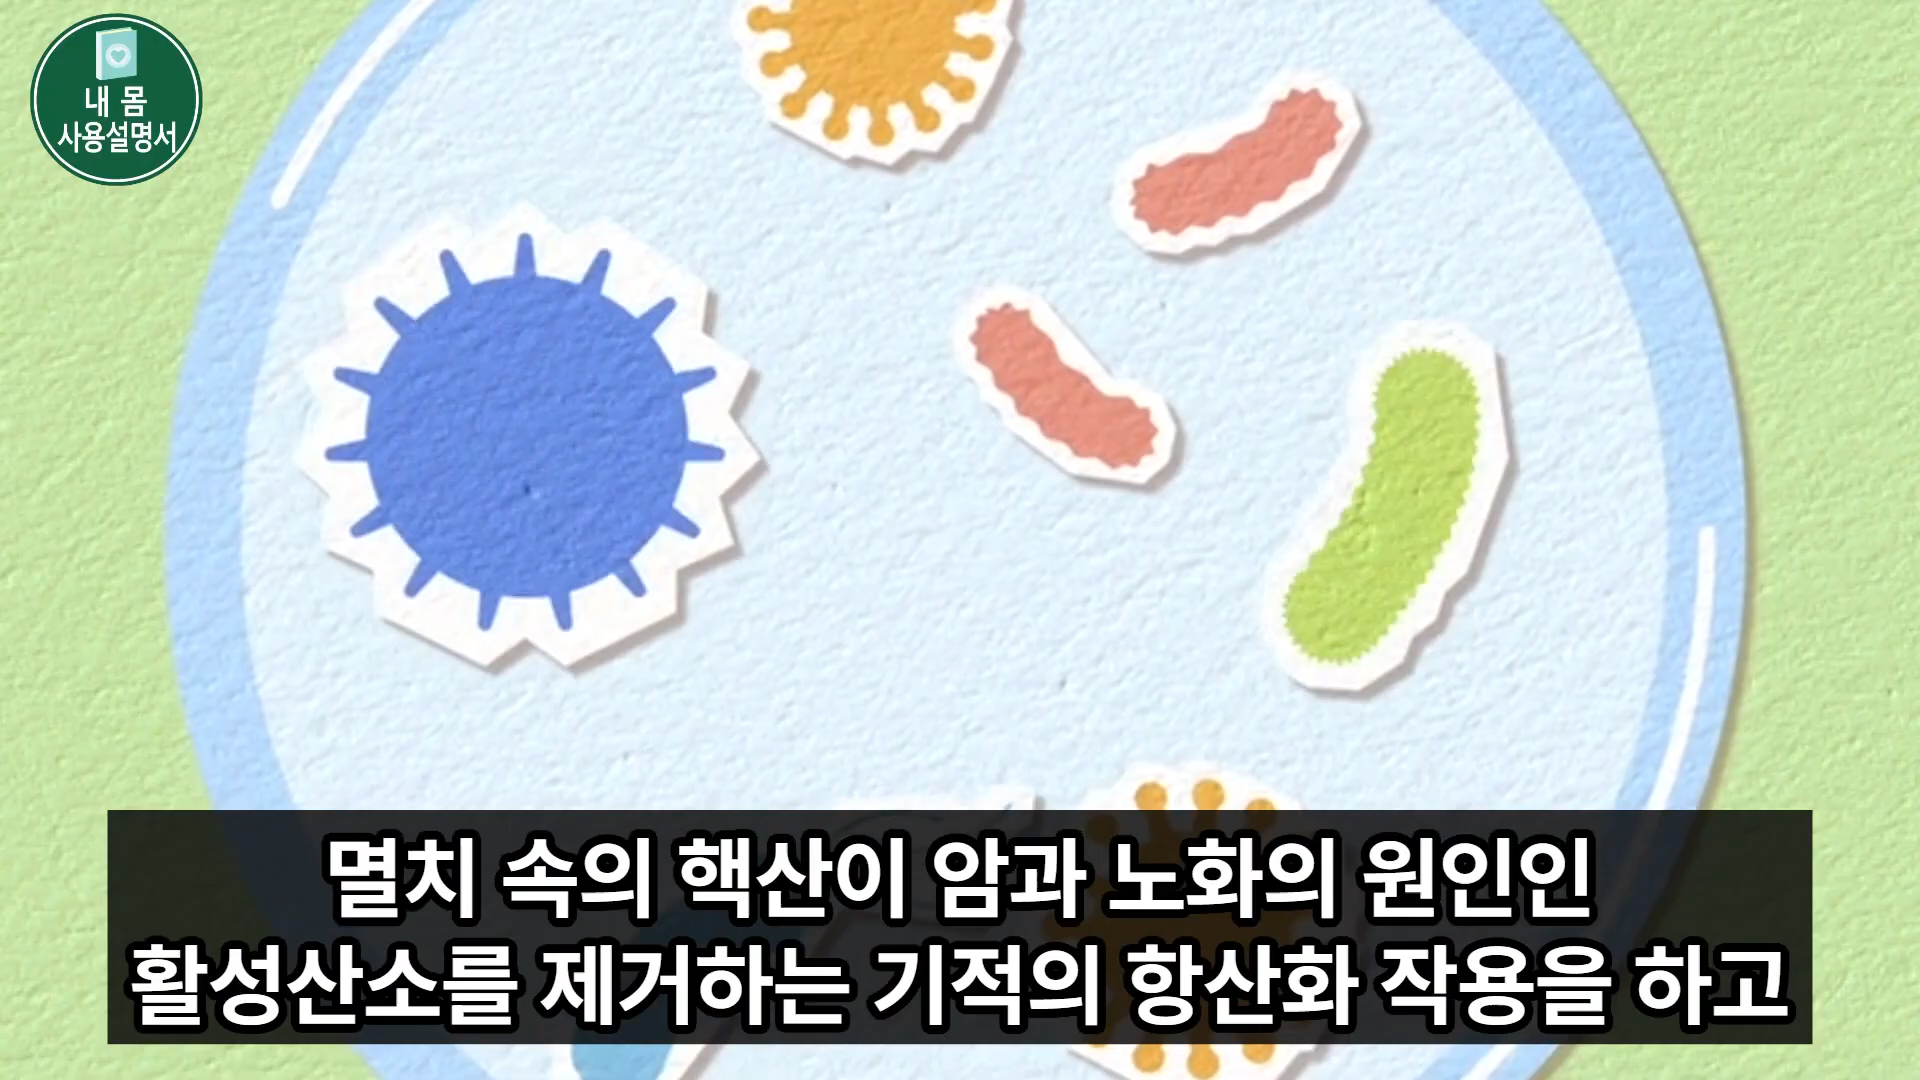 내 몸
사용설명서
멸치 속의 핵산이 암과 노화의 원인인
활성산소를 제거하는 기적의 항산화 작용을 하고